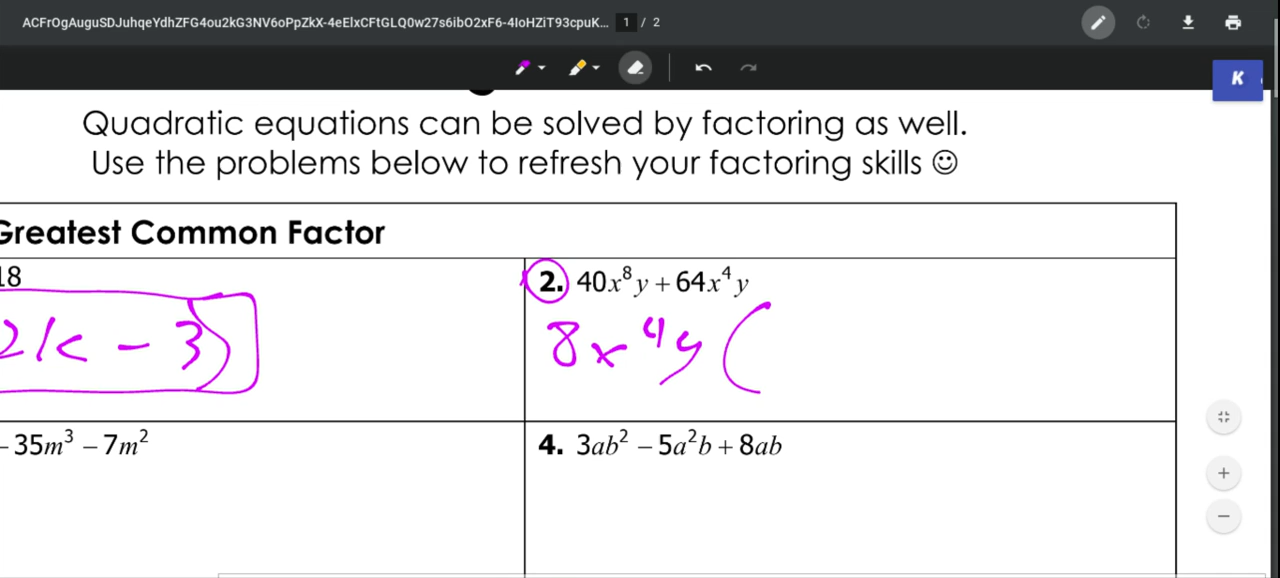 ACFrOgAuguSDJuhqeYdhZFG4ou2kG3NV6oPpZkX-4eElxCFtGLQ0w27s6ibO2xF6-4IoHZiT93cpuK... 1 / 2
K
Quadratic equations can be solved by factoring as well.
Use the problems below to refresh your factoring skills ☺
Greatest Common Factor
18
2k - 3)
2. 40x⁸y + 64x⁴y
8x⁴y (
– 35m³ – 7m²
4. 3ab² – 5a²b + 8ab